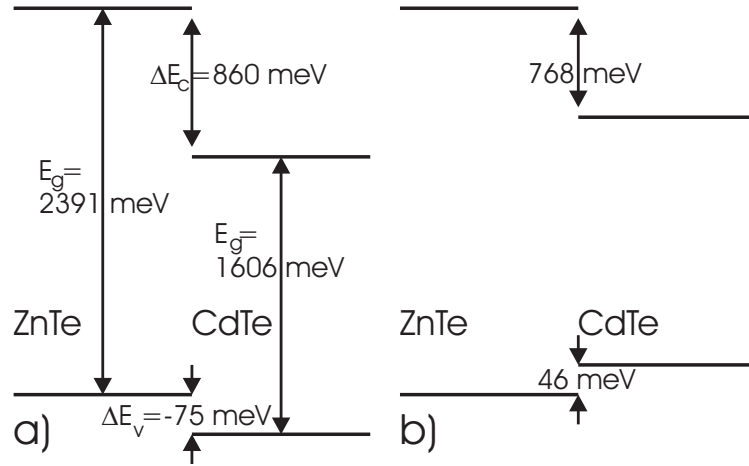 ΔE_c=860 meV
E_g=
2391 meV
E_g=
1606 meV
ZnTe
CdTe
ΔE_v=-75 meV
a)
768 meV
ZnTe
CdTe
46 meV
b)